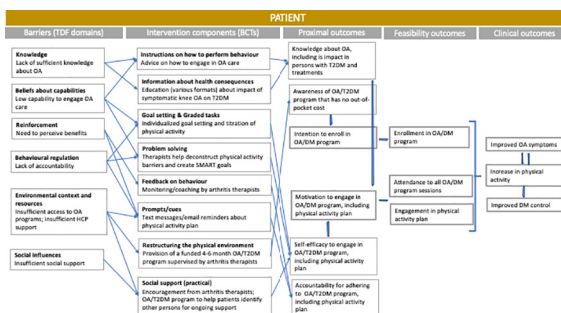 PATIENT
Barriers (TDF domains)
Intervention components (BCTs)
Proximal outcomes
Feasibility outcomes
Clinical outcomes
Knowledge
Lack of sufficient knowledge
about OA
Beliefs about capabilities
Low capability to engage OA
care
Reinforcement
Need to perceive benefits
Behavioural regulation
Lack of accountability
Environmental context and
resources
Insufficient access to OA
programs; insufficient HCP
support
Social Influences
Insufficient social support
Instructions on how to perform behaviour
Advice on how to engage in OA care
Information about health consequences
Education (various formats) about impact of
symptomatic knee OA on T2DM
Goal setting & Graded tasks
Individualized goal setting and titration of
physical activity
Problem solving
Therapists help deconstruct physical activity
barriers and create SMART goals
Feedback on behaviour
Monitoring/coaching by arthritis therapists
Prompts/cues
Text messages/email reminders about
physical activity plan
Restructuring the physical environment
Provision of a funded 4-6 month OA/T2DM
program supervised by arthritis therapists
Social support (practical)
Encouragement from arthritis therapists;
OA/T2DM program to help patients identify
other persons for ongoing support
Knowledge about OA,
including is impact in
persons with T2DM and
treatments
Awareness of OA/T2DM
program that has no out-of-
pocket cost
Intention to enroll in
OA/DM program
Motivation to engage in
OA/DM program, including
physical activity plan
Self-efficacy to engage in
OA/T2DM program,
including physical activity
plan
Accountability for adhering
to OA/T2DM program,
including physical activity
plan
Enrollment in OA/DM
program
Attendance to all OA/DM
program sessions
Engagement in physical
activity plan
Improved OA symptoms
Increase in physical
activity
Improved DM control